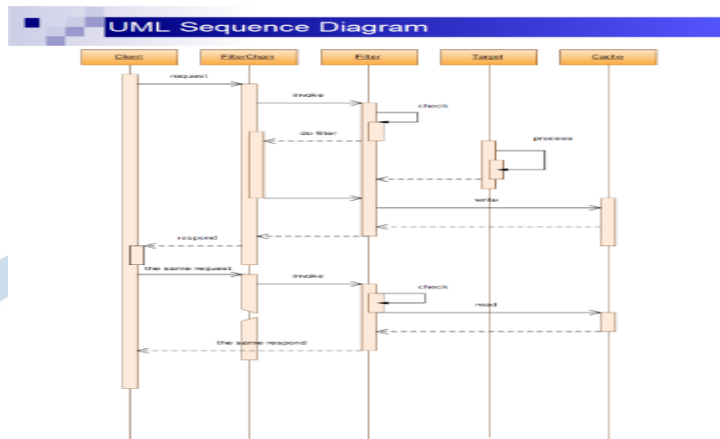 UML Sequence Diagram
Client FilterChain Filter Target Cache
request
invoke
check
do filter
process
write
respond
the same request
invoke
check
read
the same respond